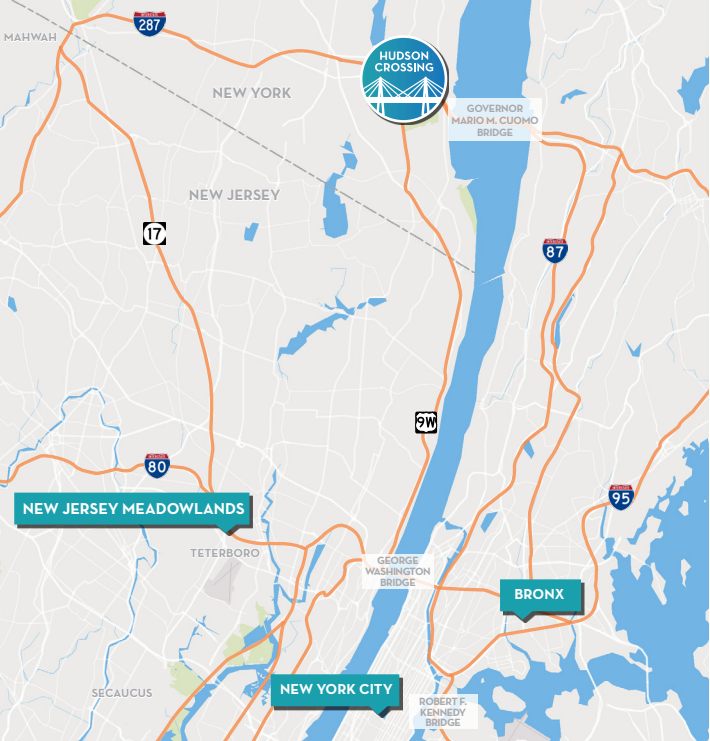 287
MAHWAH
HUDSON
CROSSING
NEW YORK
GOVERNOR
MARIO M. CUOMO
BRIDGE
NEW JERSEY
17
87
9W
80
95
NEW JERSEY MEADOWLANDS
TETERBORO
GEORGE
WASHINGTON
BRIDGE
BRONX
NEW YORK CITY
SECAUCUS
ROBERT F.
KENNEDY
BRIDGE